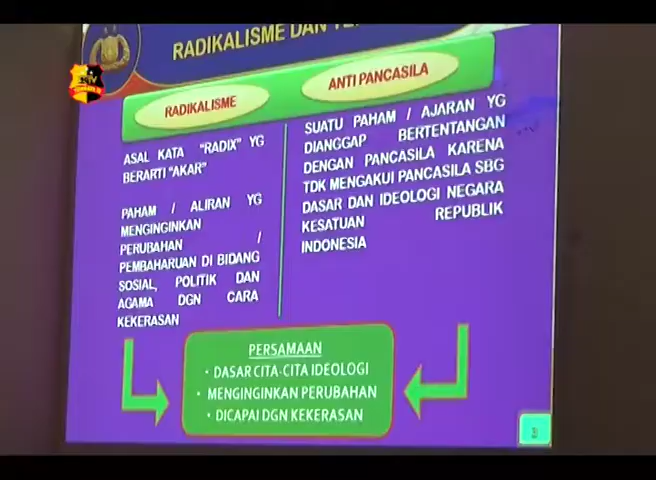 RADIKALISME DAN
RADIKALISME
ANTI PANCASILA
ASAL KATA "RADIX" YG
BERARTI "AKAR"
PAHAM / ALIRAN YG
MENGINGINKAN
PERUBAHAN /
PEMBAHARUAN DI BIDANG
SOSIAL, POLITIK DAN
AGAMA DGN CARA
KEKERASAN
SUATU PAHAM / AJARAN YG
DIANGGAP BERTENTANGAN
DENGAN PANCASILA KARENA
TDK MENGAKUI PANCASILA SBG
DASAR DAN IDEOLOGI NEGARA
KESATUAN REPUBLIK
INDONESIA
PERSAMAAN
• DASAR CITA-CITA IDEOLOGI
• MENGINGINKAN PERUBAHAN
• DICAPAI DGN KEKERASAN